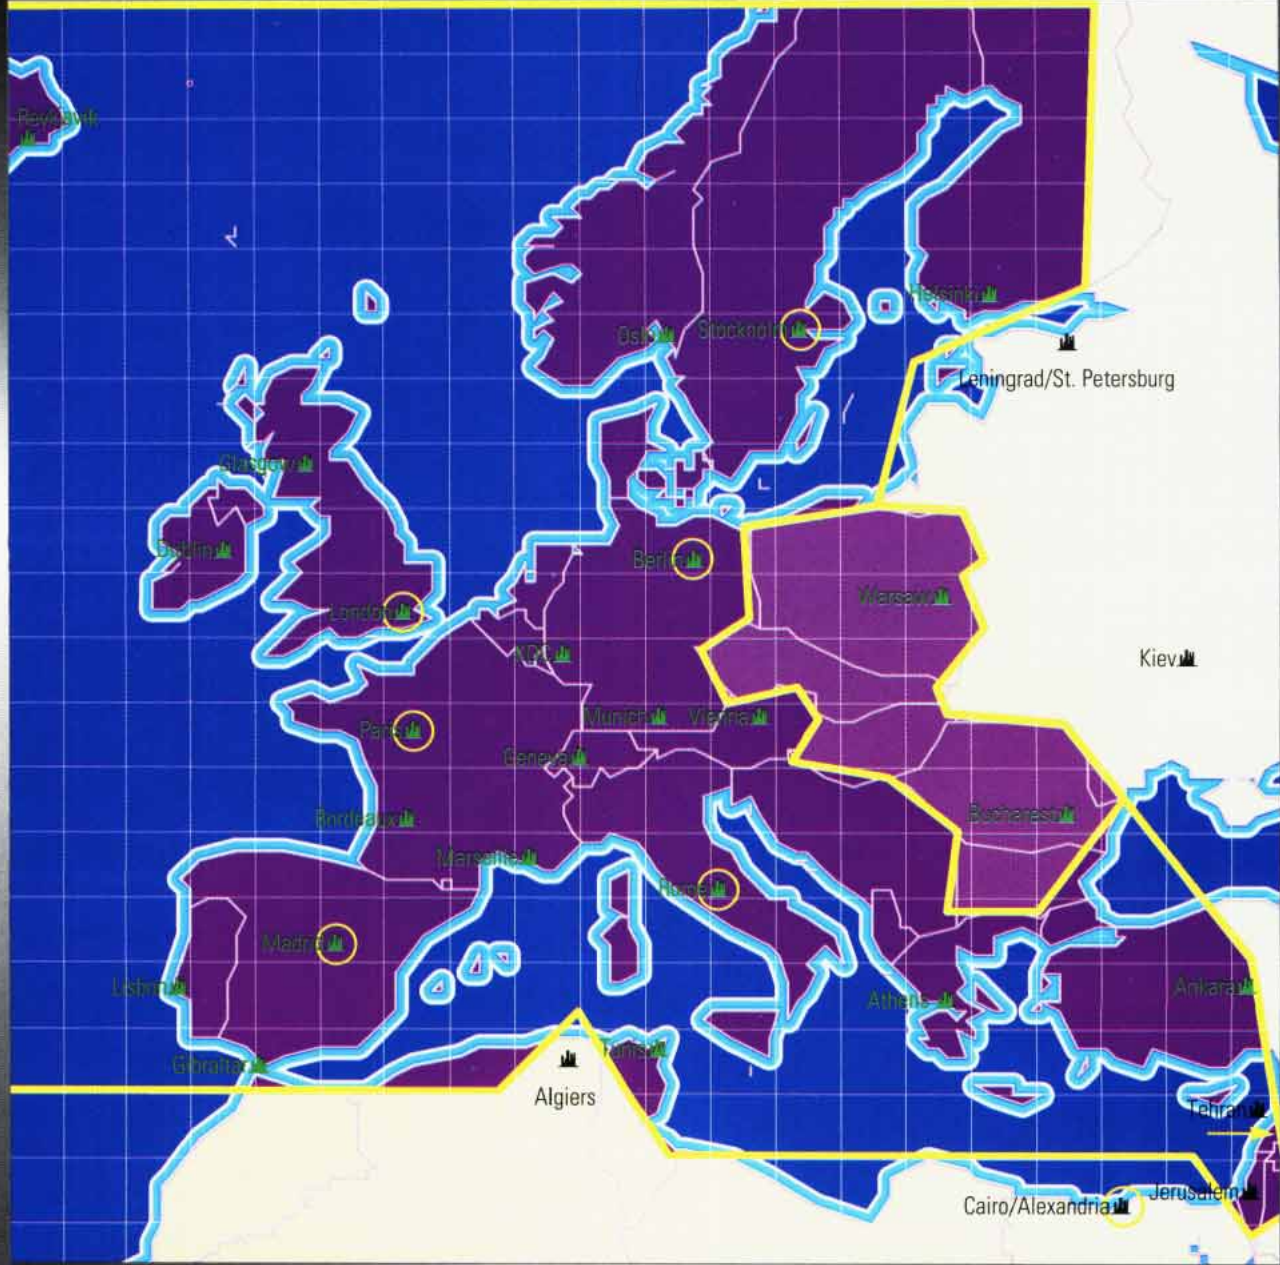 Reykjavik
Helsinki
Oslo
Stockholm
Leningrad/St. Petersburg
Glasgow
Dublin
Berlin
Warsaw
London
KDC
Kiev
Munich
Vienna
Paris
Geneva
Bordeaux
Bucharest
Marseille
Rome
Madrid
Lisbon
Ankara
Athens
Tunis
Gibraltar
Algiers
Tehran
Jerusalem
Cairo/Alexandria